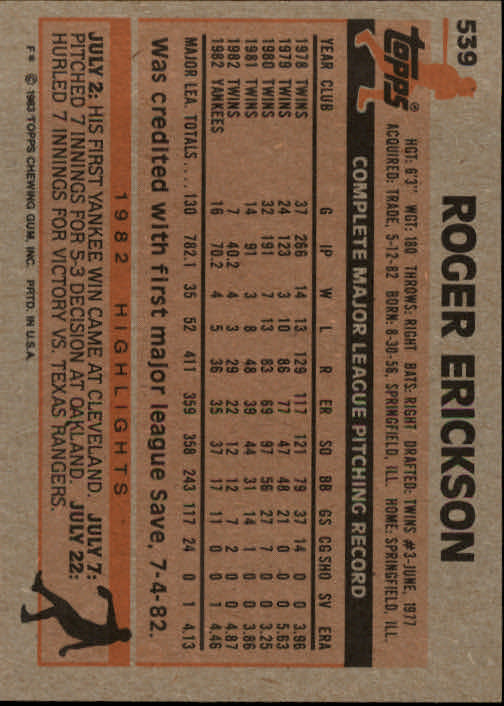 539
topps®
ROGER ERICKSON
HGT: 6'3" WGT: 180 THROWS: RIGHT BATS: RIGHT DRAFTED: TWINS #3-JUNE, 1977
ACQUIRED: TRADE, 5-12-82 BORN: 8-30-56, SPRINGFIELD, ILL. HOME: SPRINGFIELD, ILL.
COMPLETE MAJOR LEAGUE PITCHING RECORD
YEAR CLUB G IP W L R ER SO BB GS CG SHO SV ERA
1978 TWINS 37 266 14 13 129 117 121 79 37 14 0 0 3.96
1979 TWINS 24 123 3 10 86 77 47 48 21 0 0 0 5.63
1980 TWINS 32 191 7 13 83 69 97 56 27 7 0 0 3.25
1981 TWINS 14 91 3 8 48 39 44 31 14 1 0 0 3.86
1982 TWINS 7 40.2 4 3 29 22 12 12 7 2 0 0 4.87
1982 YANKEES 16 70.2 4 5 36 35 37 17 11 0 0 1 4.46
MAJOR LEA. TOTALS .... 130 782.1 35 52 411 359 358 243 117 24 0 1 4.13
Was credited with first major league Save, 7-4-82.
1982 HIGHLIGHTS
JULY 2: HIS FIRST YANKEE WIN CAME AT CLEVELAND. JULY 7:
PITCHED 7 INNINGS FOR 5-3 DECISION AT OAKLAND. JULY 22:
HURLED 7 INNINGS FOR VICTORY VS. TEXAS RANGERS.
F* © 1983 TOPPS CHEWING GUM, INC. PRTD. IN U.S.A.